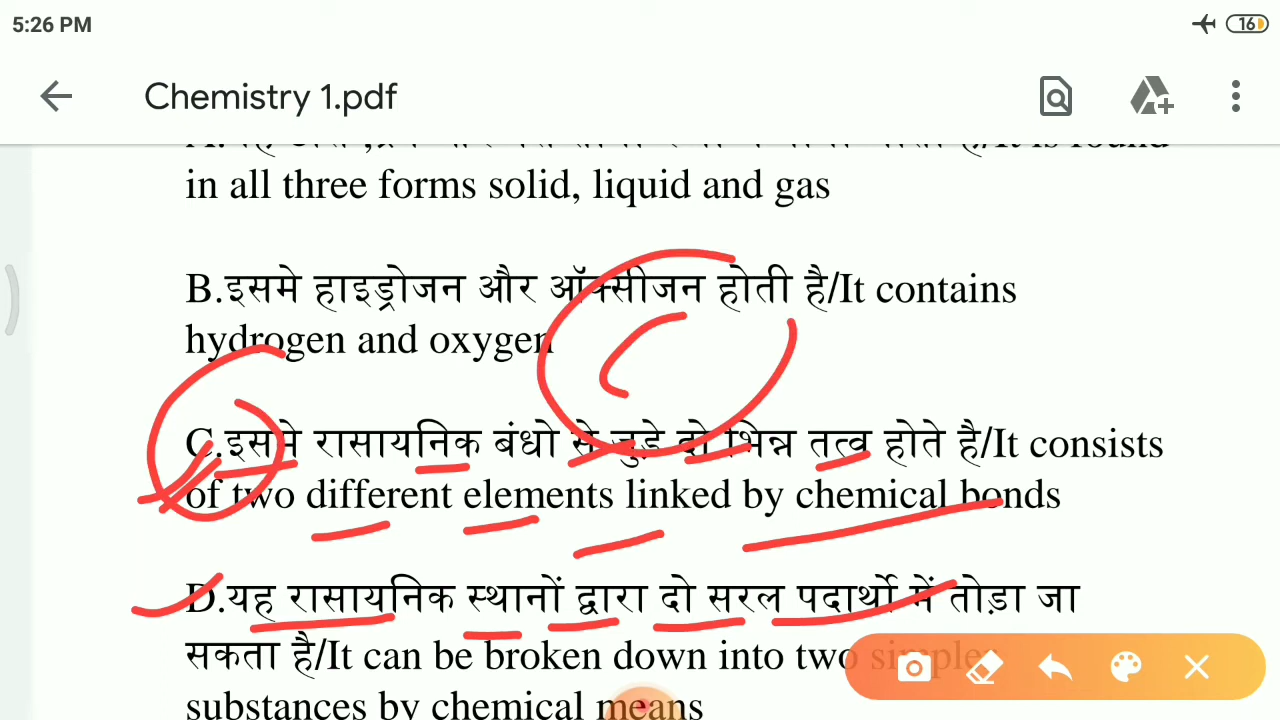 5:26 PM
16
Chemistry 1.pdf
in all three forms solid, liquid and gas
B.इसमे हाइड्रोजन और ऑक्सीजन होती है/It contains
hydrogen and oxygen
C.इसमे रासायनिक बंधो से जुड़े दो भिन्न तत्व होते है/It consists
of two different elements linked by chemical bonds
D.यह रासायनिक स्थानों द्वारा दो सरल पदार्थो में तोड़ा जा
सकता है/It can be broken down into two simpler
substances by chemical means